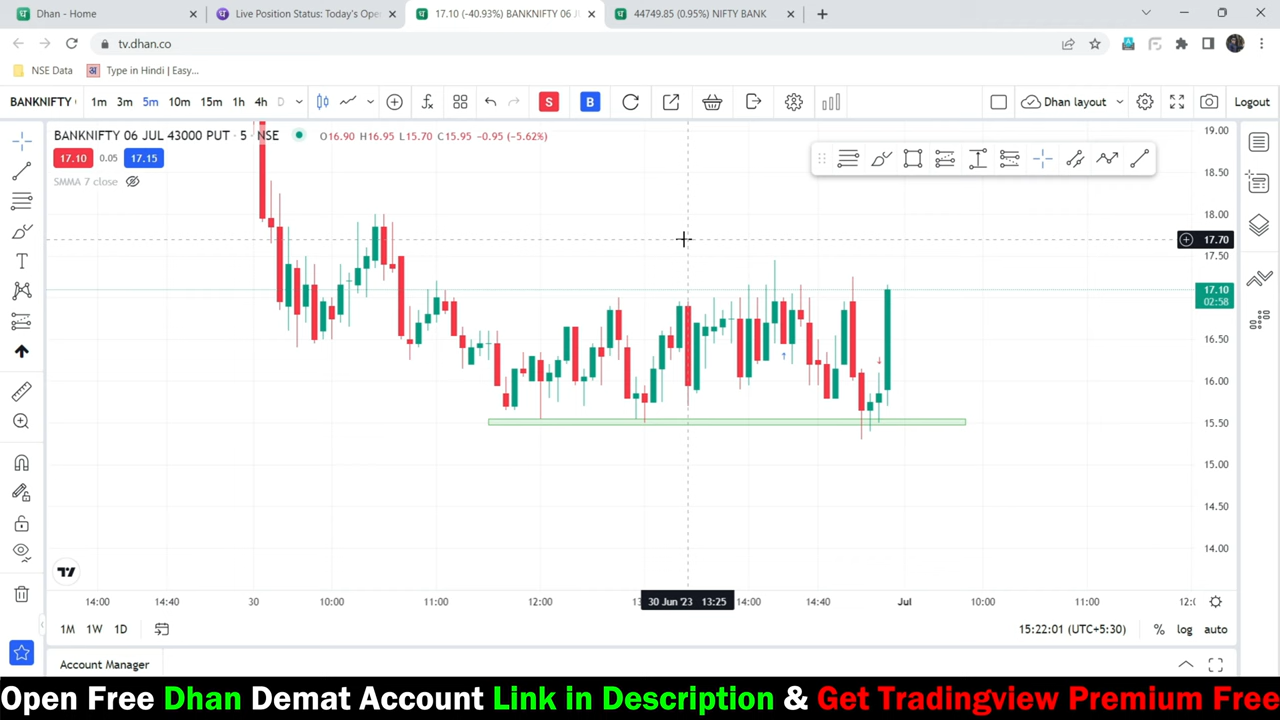 Dhan - Home
Live Position Status: Today's Ope
17.10 (-40.93%) BANKNIFTY 06 J
44749.85 (0.95%) NIFTY BANK
tv.dhan.co
NSE Data
Type in Hindi | Easy...
BANKNIFTY
1m 3m 5m 10m 15m 1h 4h D
S
B
Dhan layout
Logout
BANKNIFTY 06 JUL 43000 PUT · 5 · NSE
O16.90 H16.95 L15.70 C15.95 -0.95 (-5.62%)
17.10 0.05 17.15
SMMA 7 close
19.00
18.50
18.00
17.70
17.50
17.10
02:58
16.50
16.00
15.50
15.00
14.50
14.00
14:00 14:40 30 10:00 11:00 12:00 30 Jun '23 13:25 14:00 14:40 Jul 10:00 11:00
1M 1W 1D
15:22:01 (UTC+5:30) % log auto
Account Manager
Open Free Dhan Demat Account Link in Description & Get Tradingview Premium Free